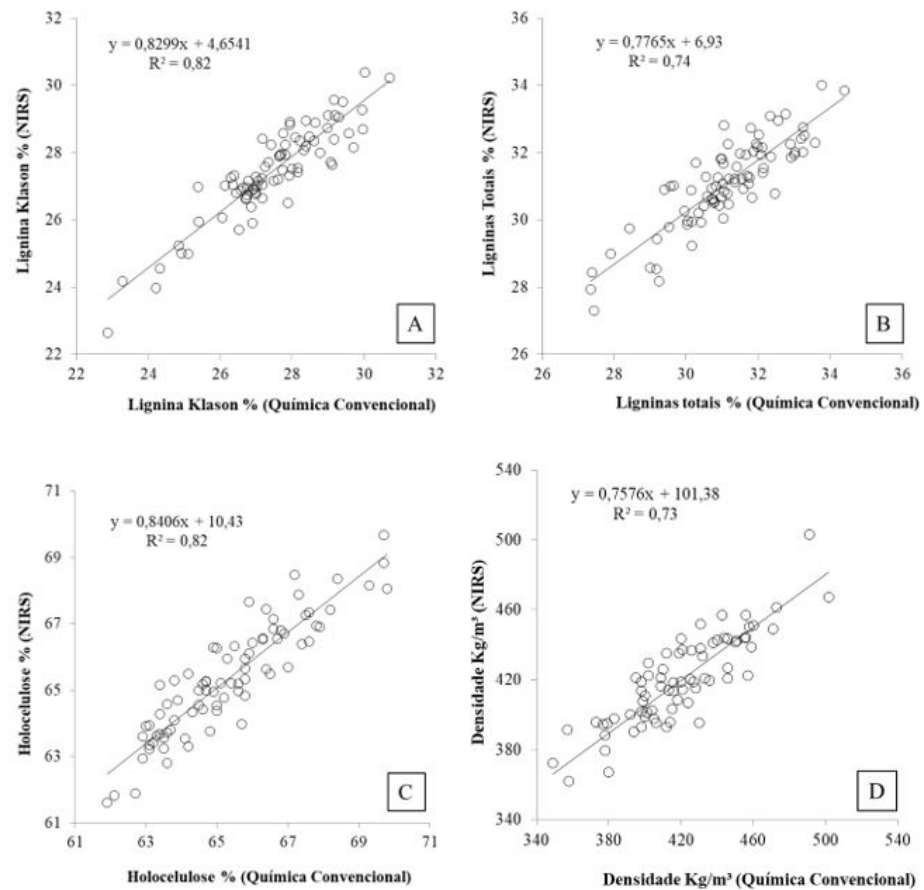 y = 0,8299x + 4,6541
R² = 0,82
32
30
28
26
24
22
Lignina Klason % (NIRS)
22
24
26
28
30
32
Lignina Klason % (Química Convencional)
A
y = 0,7765x + 6,93
R² = 0,74
36
34
32
30
28
26
Ligninas Totais % (NIRS)
26
28
30
32
34
36
Ligninas totais % (Química Convencional)
B
y = 0,8406x + 10,43
R² = 0,82
71
69
67
65
63
61
Holocelulose % (NIRS)
61
63
65
67
69
71
Holocelulose % (Química Convencional)
C
y = 0,7576x + 101,38
R² = 0,73
540
500
460
420
380
340
Densidade Kg/m³ (NIRS)
340
380
420
460
500
540
Densidade Kg/m³ (Química Convencional)
D